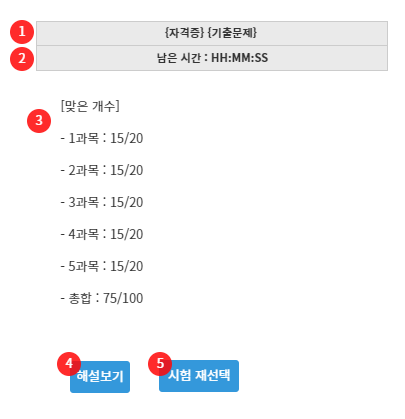 1 {자격증} {기출문제}
2 남은 시간 : HH:MM:SS
[맞은 개수]
3
- 1과목 : 15/20
- 2과목 : 15/20
- 3과목 : 15/20
- 4과목 : 15/20
- 5과목 : 15/20
- 총합 : 75/100
4 5
해설보기 시험 재선택